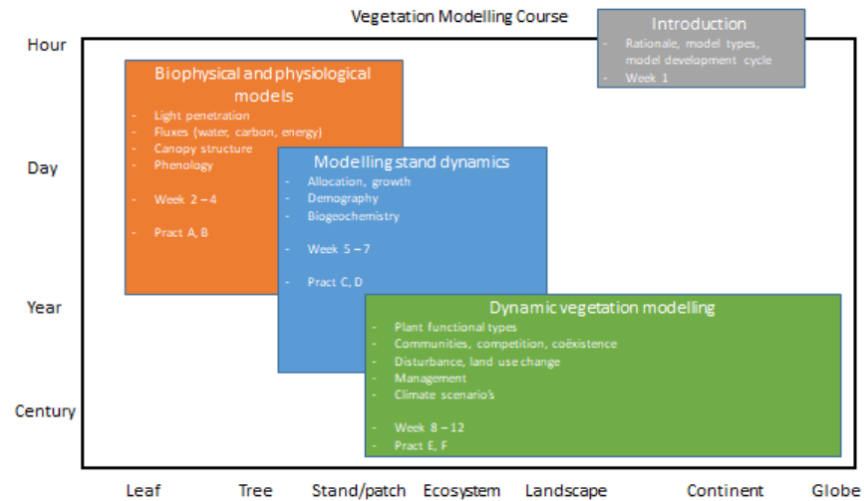 Vegetation Modelling Course
Introduction
- Rationale, model types,
model development cycle
- Week 1
Hour
Day
Year
Century
Biophysical and physiological
models
- Light penetration
- Fluxes (water, carbon, energy)
- Canopy structure
- Phenology
- Week 2 – 4
- Pract A, B
Modelling stand dynamics
- Allocation, growth
- Demography
- Biogeochemistry
- Week 5 – 7
- Pract C, D
Dynamic vegetation modelling
- Plant functional types
- Communities, competition, coëxistence
- Disturbance, land use change
- Management
- Climate scenario's
- Week 8 – 12
- Pract E, F
Leaf Tree Stand/patch Ecosystem Landscape Continent Globe